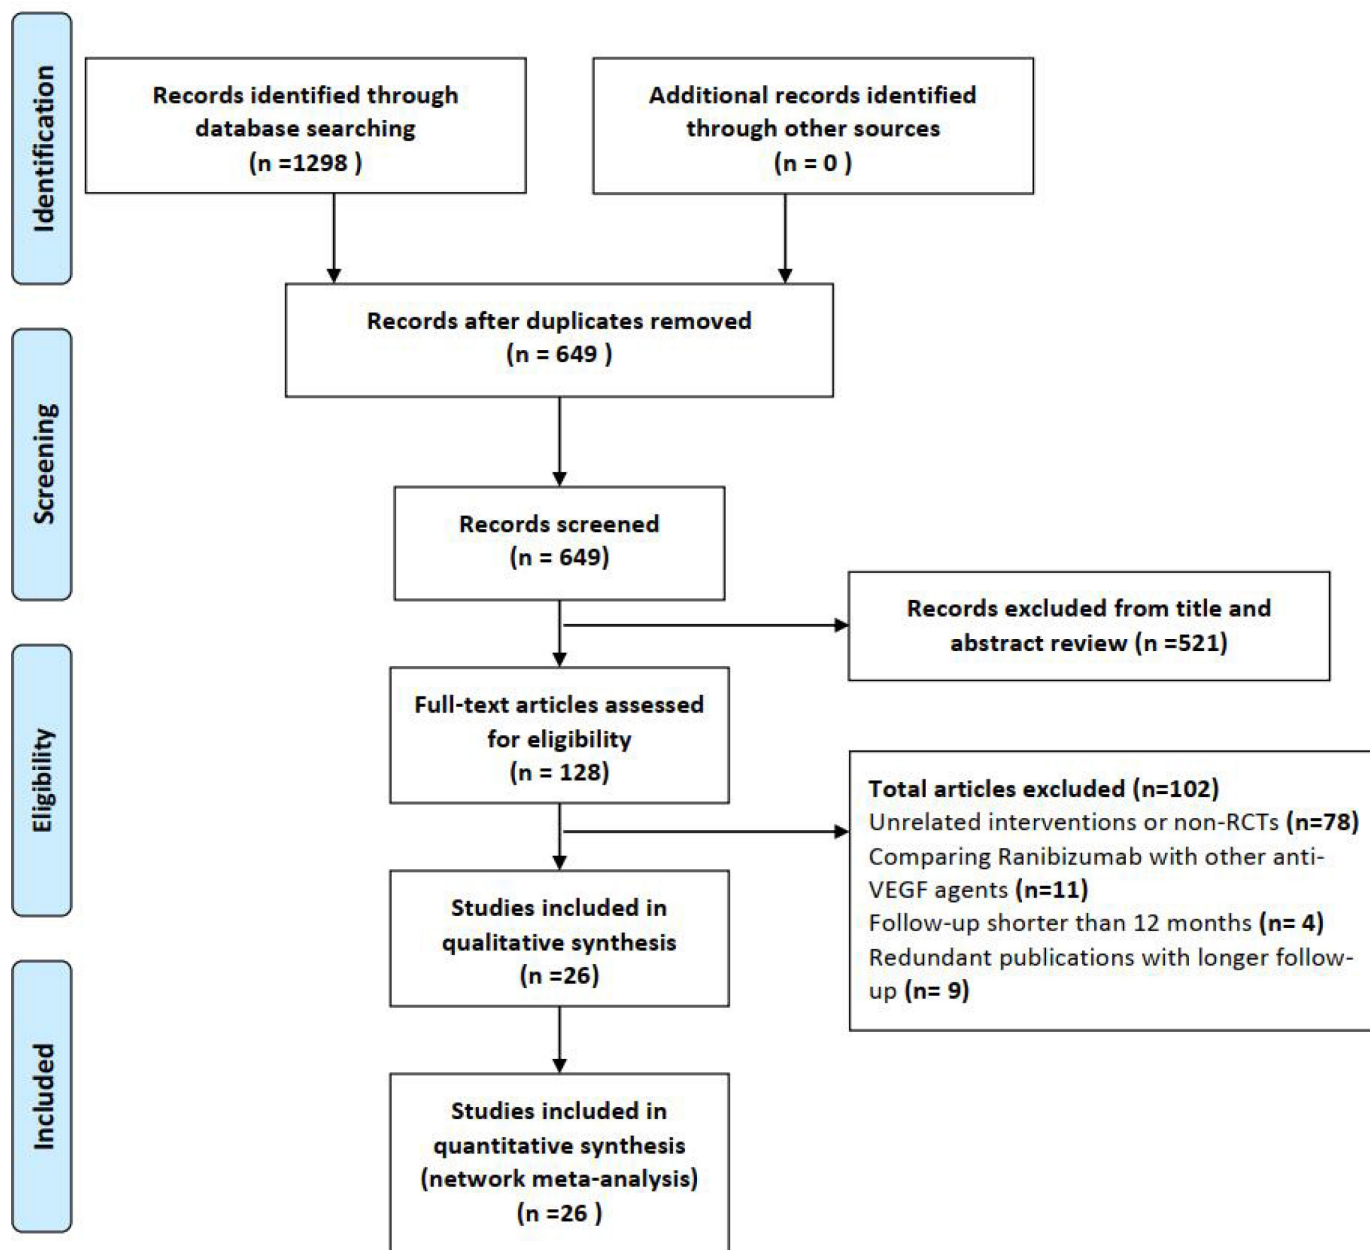 Identification
Records identified through
database searching
(n =1298 )
Additional records identified
through other sources
(n = 0 )
Records after duplicates removed
(n = 649 )
Screening
Records screened
(n = 649)
Records excluded from title and
abstract review (n =521)
Eligibility
Full-text articles assessed
for eligibility
(n = 128)
Total articles excluded (n=102)
Unrelated interventions or non-RCTs (n=78)
Comparing Ranibizumab with other anti-
VEGF agents (n=11)
Follow-up shorter than 12 months (n= 4)
Redundant publications with longer follow-
up (n= 9)
Studies included in
qualitative synthesis
(n =26)
Included
Studies included in
quantitative synthesis
(network meta-analysis)
(n =26 )